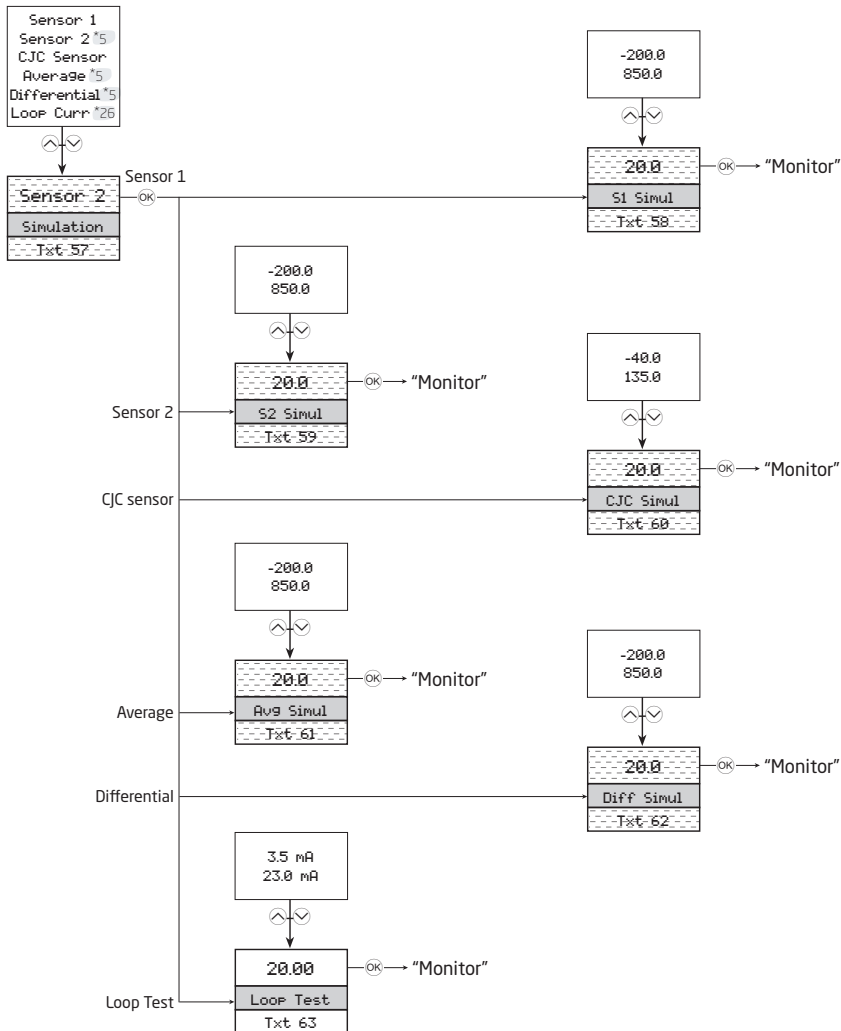 Sensor 1
Sensor 2 *5
CJC Sensor
Average *5
Differential *5
Loop Curr *26
Sensor 2
Simulation
Txt 57
OK
Sensor 1
-200.0
850.0
20.0
S1 Simul
Txt 58
OK
"Monitor"
-200.0
850.0
Sensor 2
20.0
S2 Simul
Txt 59
OK
"Monitor"
-40.0
135.0
CJC sensor
20.0
CJC Simul
Txt 60
OK
"Monitor"
-200.0
850.0
Average
20.0
Avg Simul
Txt 61
OK
"Monitor"
-200.0
850.0
Differential
20.0
Diff Simul
Txt 62
OK
"Monitor"
3.5 mA
23.0 mA
Loop Test
20.00
Loop Test
Txt 63
OK
"Monitor"